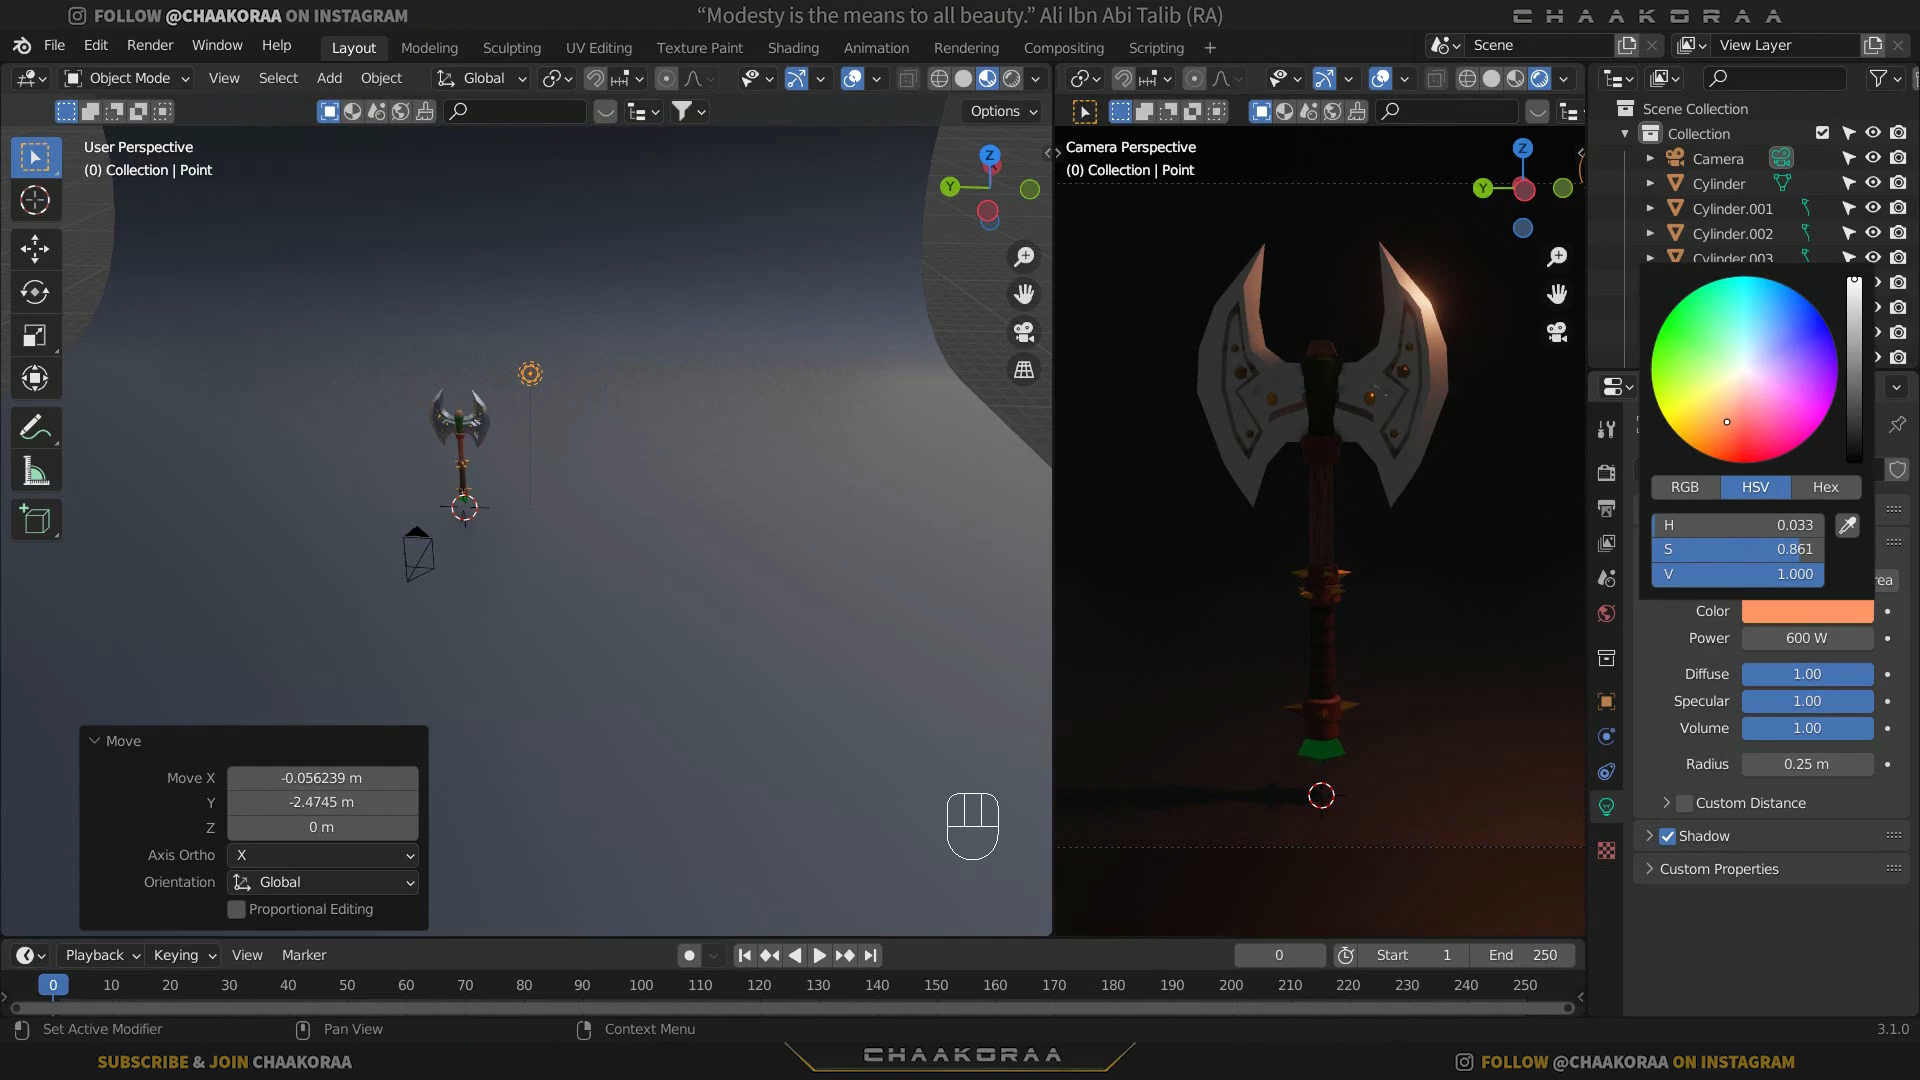 FOLLOW @CHAAKORAA ON INSTAGRAM
“Modesty is the means to all beauty.” Ali Ibn Abi Talib (RA)
CHAAKORAA
File Edit Render Window Help
Layout Modeling Sculpting UV Editing Texture Paint Shading Animation Rendering Compositing Scripting +
Scene
View Layer
Object Mode View Select Add Object Global
Options
User Perspective
(0) Collection | Point
Z
Y
Camera Perspective
(0) Collection | Point
Z
Y
Scene Collection
Collection
Camera
Cylinder
Cylinder.001
Cylinder.002
Cylinder.003
RGB HSV Hex
H 0.033
S 0.861
V 1.000
rea
Color
Power 600 W
Diffuse 1.00
Specular 1.00
Volume 1.00
Radius 0.25 m
Custom Distance
Shadow
Custom Properties
Move
Move X -0.056239 m
Y -2.4745 m
Z 0 m
Axis Ortho X
Orientation Global
Proportional Editing
Playback Keying View Marker
0
Start 1
End 250
0 10 20 30 40 50 60 70 80 90 100 110 120 130 140 150 160 170 180 190 200 210 220 230 240 250
Set Active Modifier
Pan View
Context Menu
3.1.0
SUBSCRIBE & JOIN CHAAKORAA
CHAAKORAA
FOLLOW @CHAAKORAA ON INSTAGRAM